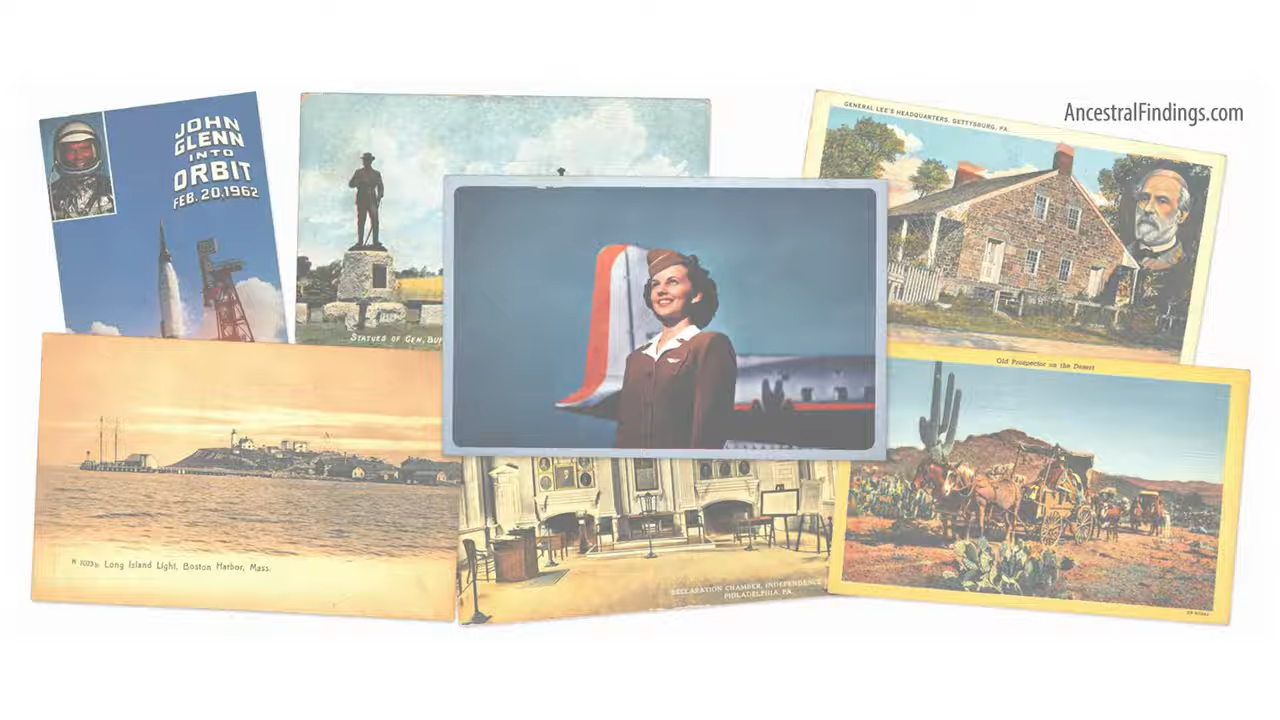 AncestralFindings.com
JOHN
GLENN
INTO
ORBIT
FEB. 20, 1962
STATUES OF GEN. BU
GENERAL LEE'S HEADQUARTERS, GETTYSBURG, PA.
Long Island Light, Boston Harbor, Mass.
DECLARATION CHAMBER, INDEPENDENCE
PHILADELPHIA, PA.
Old Prospector on the Desert